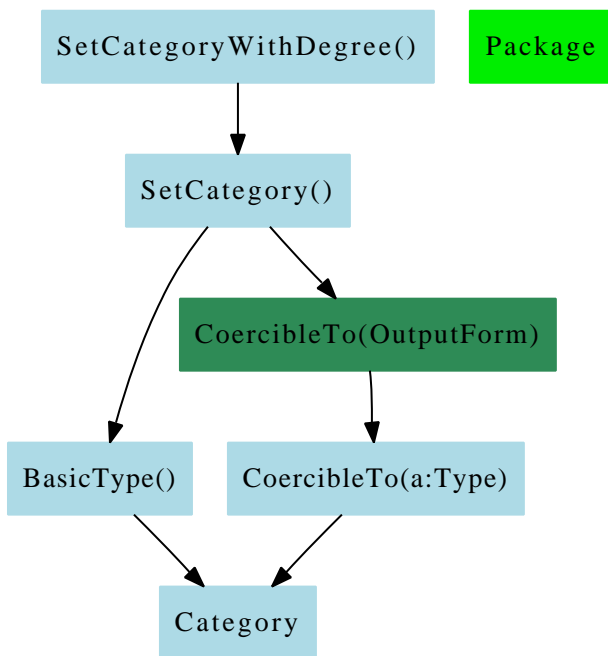 SetCategoryWithDegree()
Package
SetCategory()
CoercibleTo(OutputForm)
BasicType()
CoercibleTo(a:Type)
Category